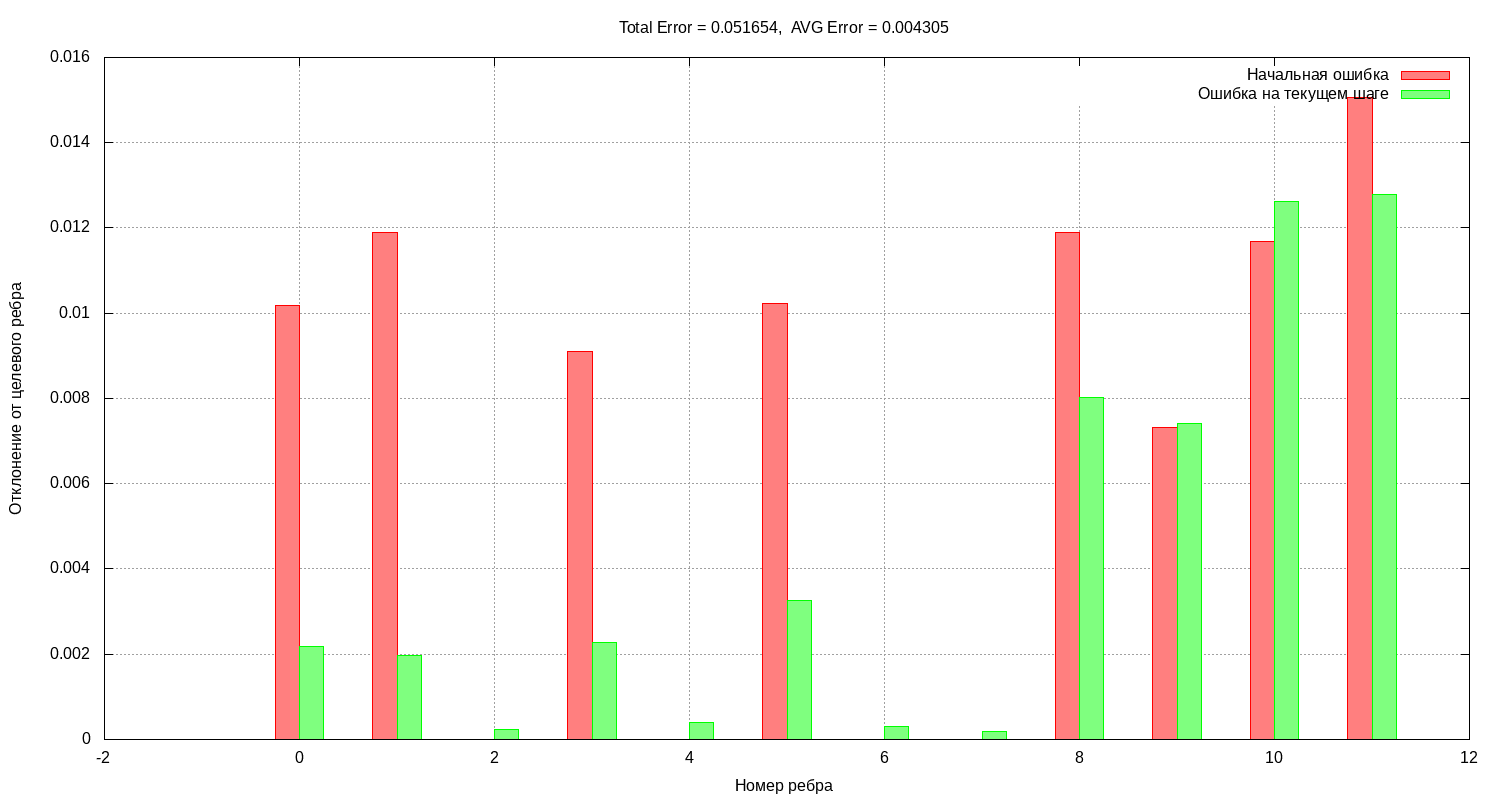 Total Error = 0.051654,  AVG Error = 0.004305
Начальная ошибка
Ошибка на текущем шаге
0.016
0.014
0.012
0.01
0.008
0.006
0.004
0.002
0
-2 0 2 4 6 8 10 12
Номер ребра
Отклонение от целевого ребра